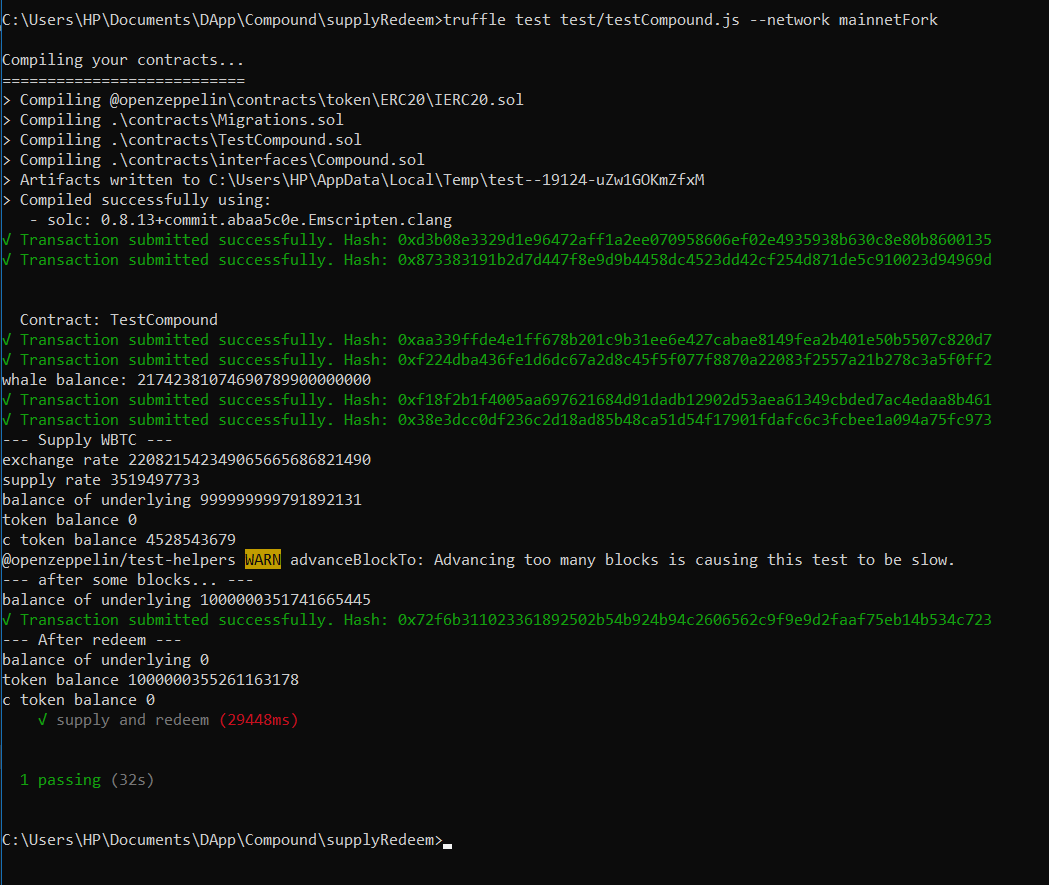 C:\Users\HP\Documents\DApp\Compound\supplyRedeem>truffle test test/testCompound.js --network mainnetFork
Compiling your contracts...
===========================
> Compiling @openzeppelin\contracts\token\ERC20\IERC20.sol
> Compiling .\contracts\Migrations.sol
> Compiling .\contracts\TestCompound.sol
> Compiling .\contracts\interfaces\Compound.sol
> Artifacts written to C:\Users\HP\AppData\Local\Temp\test--19124-uZw1GOKmZfxM
> Compiled successfully using:
- solc: 0.8.13+commit.abaa5c0e.Emscripten.clang
√ Transaction submitted successfully. Hash: 0xd3b08e3329d1e96472aff1a2ee070958606ef02e4935938b630c8e80b8600135
√ Transaction submitted successfully. Hash: 0x873383191b2d7d447f8e9d9b4458dc4523dd42cf254d871de5c910023d94969d
Contract: TestCompound
√ Transaction submitted successfully. Hash: 0xaa339ffde4e1ff678b201c9b31ee6e427cabae8149fea2b401e50b5507c820d7
√ Transaction submitted successfully. Hash: 0xf224dba436fe1d6dc67a2d8c45f5f077f8870a22083f2557a21b278c3a5f0ff2
whale balance: 21742381074690789900000000
√ Transaction submitted successfully. Hash: 0xf18f2b1f4005aa697621684d91dadb12902d53aea61349cbded7ac4edaa8b461
√ Transaction submitted successfully. Hash: 0x38e3dcc0df236c2d18ad85b48ca51d54f17901fdafc6c3fcbee1a094a75fc973
--- Supply WBTC ---
exchange rate 220821542349065665686821490
supply rate 3519497733
balance of underlying 999999999791892131
token balance 0
c token balance 4528543679
@openzeppelin/test-helpers WARN advanceBlockTo: Advancing too many blocks is causing this test to be slow.
--- after some blocks... ---
balance of underlying 1000000351741665445
√ Transaction submitted successfully. Hash: 0x72f6b311023361892502b54b924b94c2606562c9f9e9d2faaf75eb14b534c723
--- After redeem ---
balance of underlying 0
token balance 1000000355261163178
c token balance 0
√ supply and redeem (29448ms)
1 passing (32s)
C:\Users\HP\Documents\DApp\Compound\supplyRedeem>